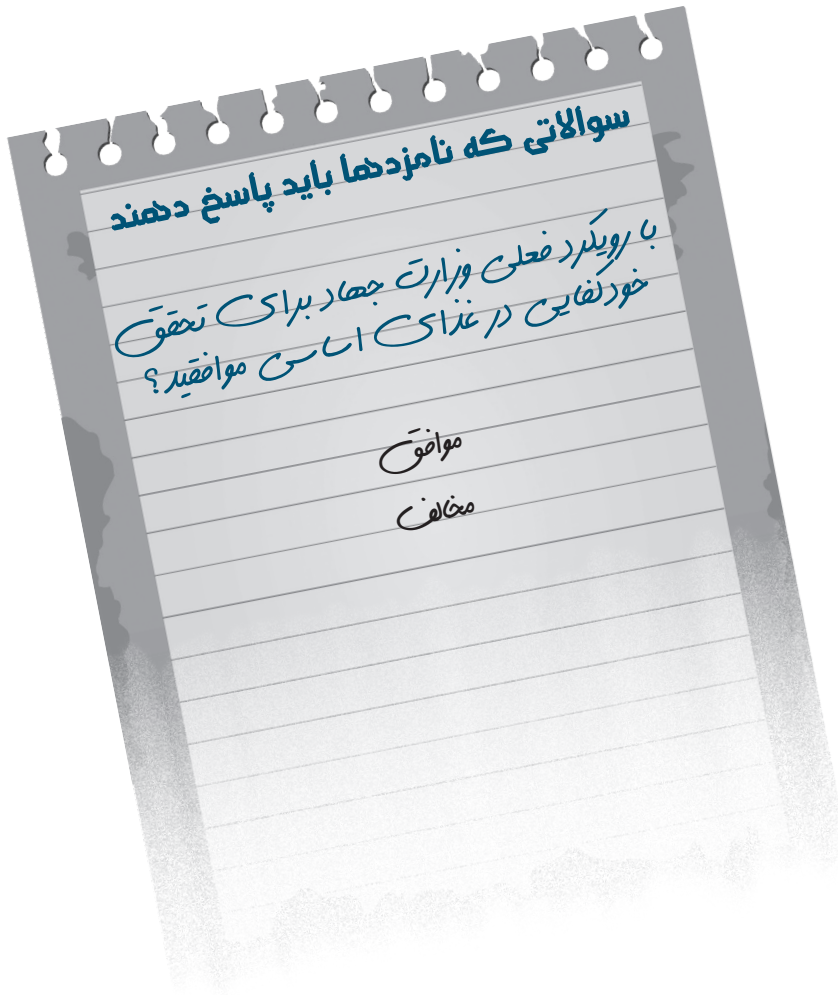 سوالاتی که نامزدها باید پاسخ دهند
با رویکرد فعلی وزارت جهاد برای تحقق
خودکفایی در غذای اساسی موافقید؟
موافق
مخالف